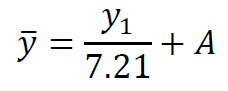 ȳ = y₁/7.21 + A